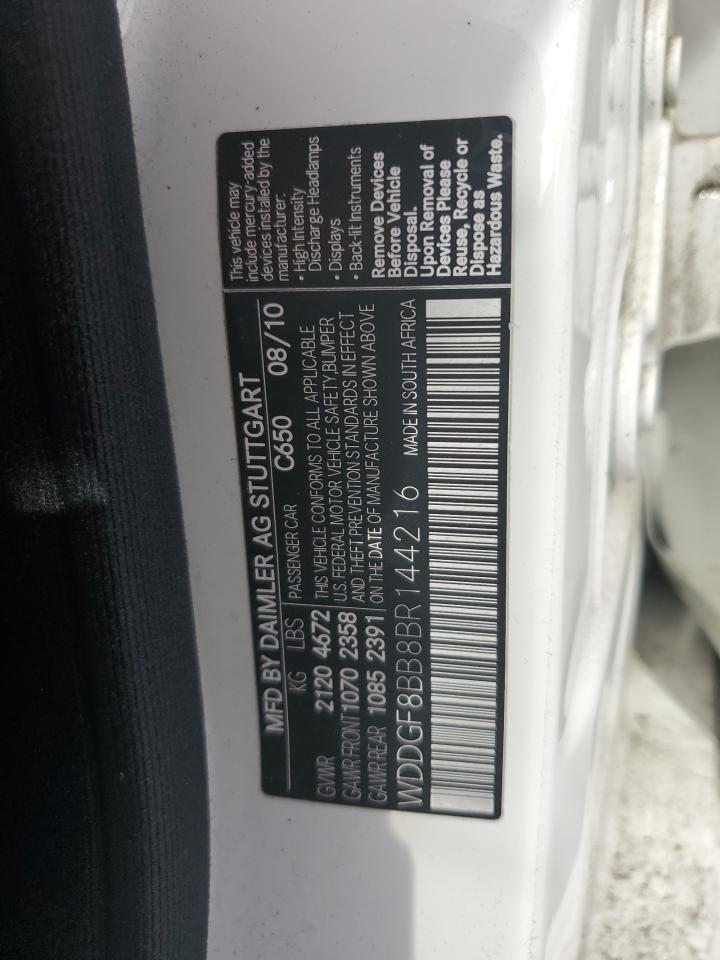 MFD BY DAIMLER AG STUTTGART
KG LBS PASSENGER CAR C650 08/10
GVWR 2120 4672 THIS VEHICLE CONFORMS TO ALL APPLICABLE
GAWR FRONT 1070 2358 U.S. FEDERAL MOTOR VEHICLE SAFETY, BUMPER
AND THEFT PREVENTION STANDARDS IN EFFECT
GAWR REAR 1085 2391 ON THE DATE OF MANUFACTURE SHOWN ABOVE
WDDGF8BB8BR144216 MADE IN SOUTH AFRICA
This vehicle may
include mercury-added
devices installed by the
manufacturer:
• High Intensity
Discharge Headlamps
• Displays
• Back-lit Instruments
Remove Devices
Before Vehicle
Disposal.
Upon Removal of
Devices Please
Reuse, Recycle or
Dispose as
Hazardous Waste.